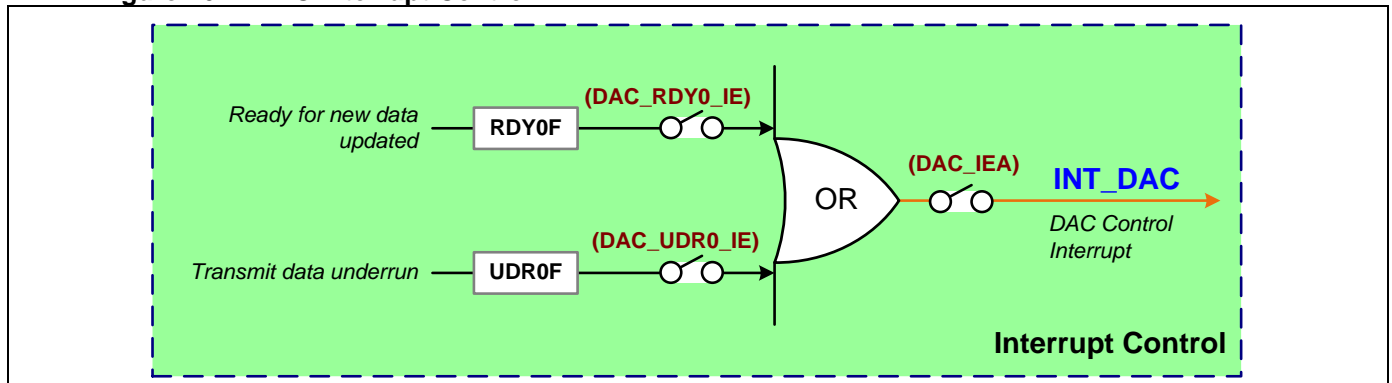 (DAC_RDY0_IE)
Ready for new data
updated
RDY0F
(DAC_IEA)
INT_DAC
OR
DAC Control
Interrupt
(DAC_UDR0_IE)
Transmit data underrun
UDR0F
Interrupt Control